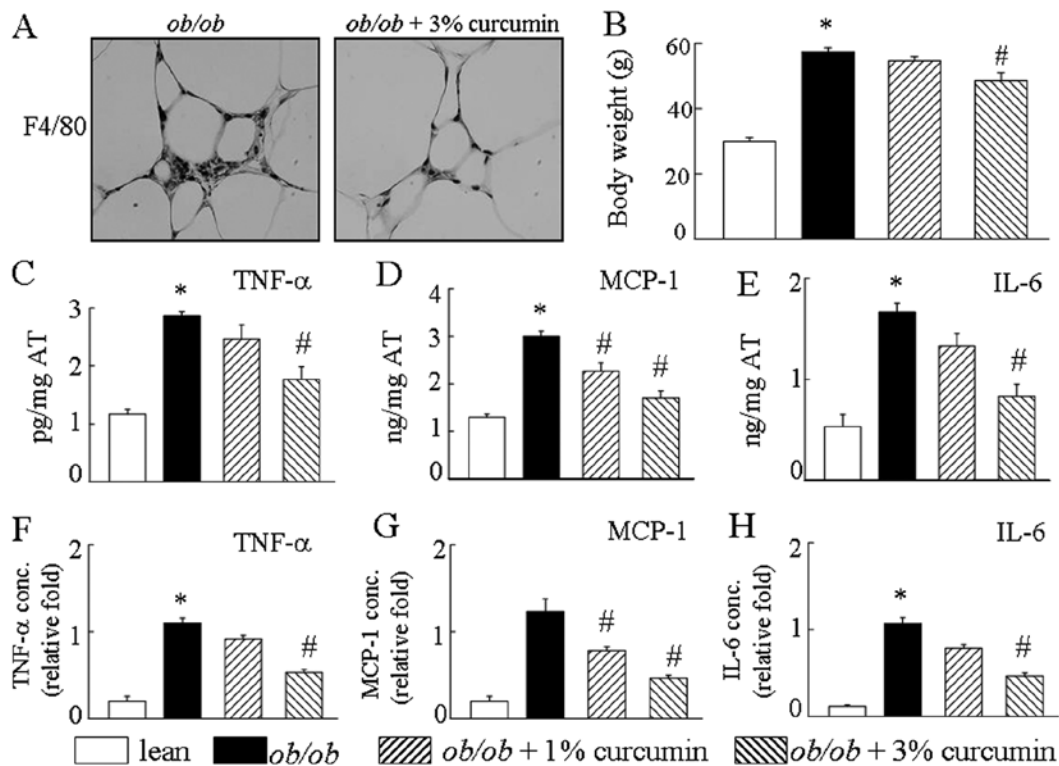 A
ob/ob
ob/ob + 3% curcumin
F4/80
B
Body weight (g)
60
40
20
0
*
#
C
TNF-α
pg/mg AT
3
2
1
0
*
#
D
MCP-1
ng/mg AT
4
3
2
1
0
*
#
#
E
IL-6
ng/mg AT
2
1
0
*
#
F
TNF-α
TNF-α conc.
(relative fold)
2
1
0
*
#
G
MCP-1
MCP-1 conc.
(relative fold)
2
1
0
#
#
H
IL-6
IL-6 conc.
(relative fold)
2
1
0
*
#
lean
ob/ob
ob/ob + 1% curcumin
ob/ob + 3% curcumin